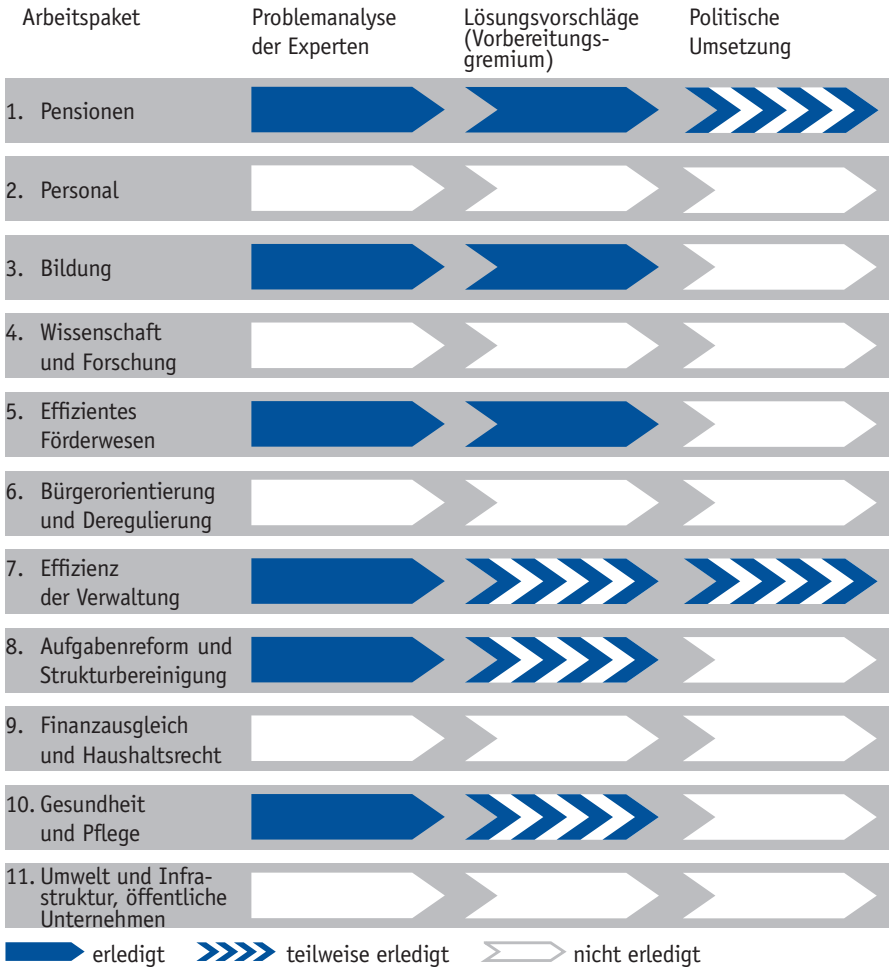 Arbeitspaket
Problemanalyse
der Experten
Lösungsvorschläge
(Vorbereitungs-
gremium)
Politische
Umsetzung
1. Pensionen
2. Personal
3. Bildung
4. Wissenschaft
und Forschung
5. Effizientes
Förderwesen
6. Bürgerorientierung
und Deregulierung
7. Effizienz
der Verwaltung
8. Aufgabenreform und
Strukturbereinigung
9. Finanzausgleich
und Haushaltsrecht
10. Gesundheit
und Pflege
11. Umwelt und Infra-
struktur, öffentliche
Unternehmen
erledigt teilweise erledigt nicht erledigt